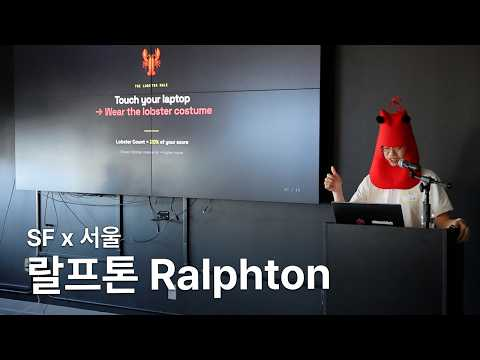 THE LOBSTER RULE
Touch your laptop
→ Wear the lobster costume
Lobster Count = 20% of your score
SF x 서울
랄프톤 Ralphton